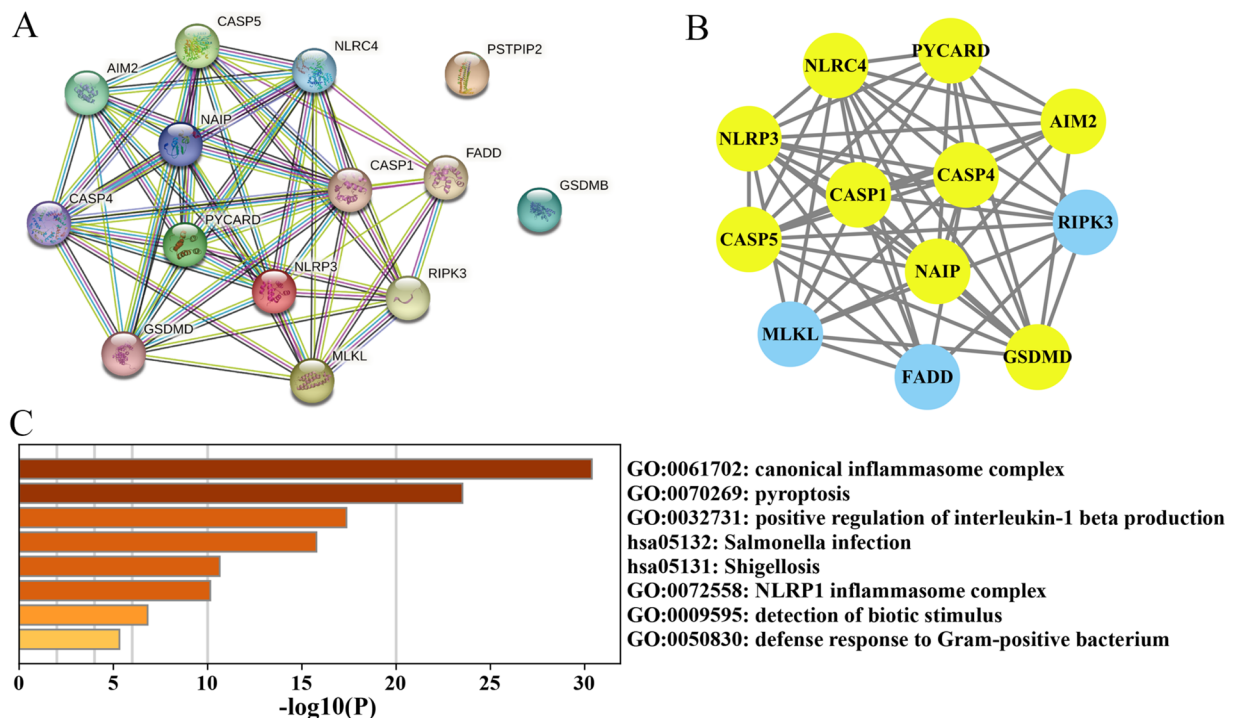 A
CASP5
NLRC4
PSTPIP2
AIM2
NAIP
CASP1
FADD
GSDMB
CASP4
PYCARD
NLRP3
RIPK3
GSDMD
MLKL
B
PYCARD
NLRC4
AIM2
NLRP3
CASP4
CASP1
RIPK3
CASP5
NAIP
MLKL
GSDMD
FADD
C
GO:0061702: canonical inflammasome complex
GO:0070269: pyroptosis
GO:0032731: positive regulation of interleukin-1 beta production
hsa05132: Salmonella infection
hsa05131: Shigellosis
GO:0072558: NLRP1 inflammasome complex
GO:0009595: detection of biotic stimulus
GO:0050830: defense response to Gram-positive bacterium
0 5 10 15 20 25 30
-log10(P)